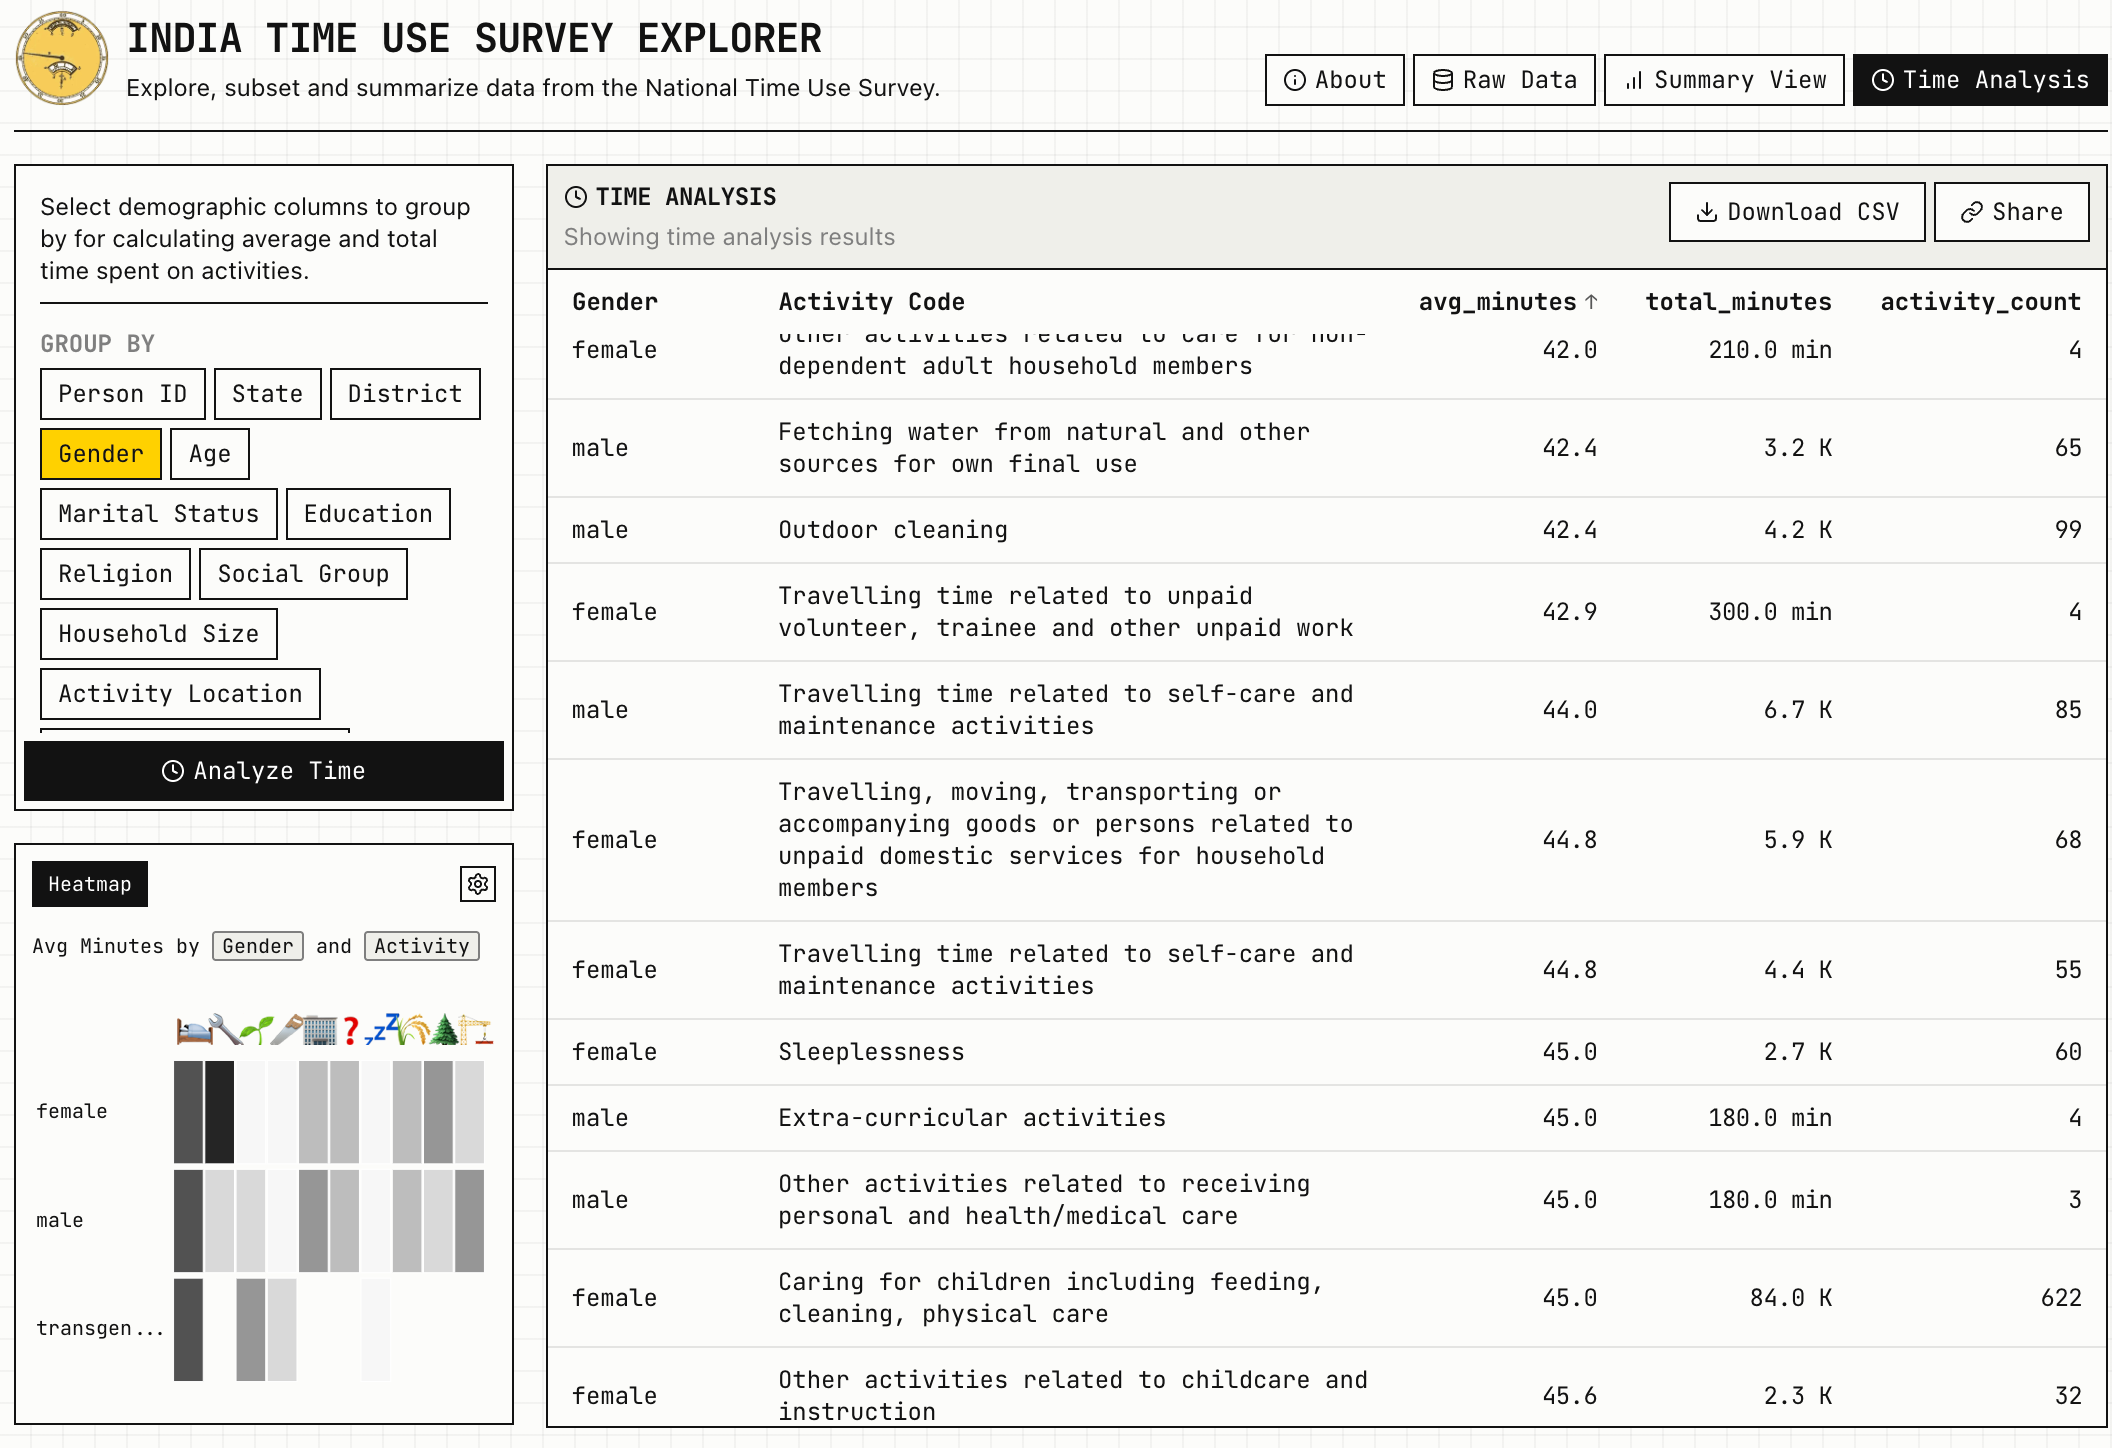 INDIA TIME USE SURVEY EXPLORER
Explore, subset and summarize data from the National Time Use Survey.
About
Raw Data
Summary View
Time Analysis
Select demographic columns to group
by for calculating average and total
time spent on activities.
GROUP BY
Person ID
State
District
Gender
Age
Marital Status
Education
Religion
Social Group
Household Size
Activity Location
Analyze Time
Heatmap
Avg Minutes by Gender and Activity
female
male
transgen...
TIME ANALYSIS
Showing time analysis results
Download CSV
Share
Gender Activity Code avg_minutes ↑ total_minutes activity_count
other activities related to care for non-
female dependent adult household members 42.0 210.0 min 4
Fetching water from natural and other
male 42.4 3.2 K 65
sources for own final use
male Outdoor cleaning 42.4 4.2 K 99
Travelling time related to unpaid
female 42.9 300.0 min 4
volunteer, trainee and other unpaid work
Travelling time related to self-care and
male 44.0 6.7 K 85
maintenance activities
Travelling, moving, transporting or
accompanying goods or persons related to
female 44.8 5.9 K 68
unpaid domestic services for household
members
Travelling time related to self-care and
female 44.8 4.4 K 55
maintenance activities
female Sleeplessness 45.0 2.7 K 60
male Extra-curricular activities 45.0 180.0 min 4
Other activities related to receiving
male 45.0 180.0 min 3
personal and health/medical care
Caring for children including feeding,
female 45.0 84.0 K 622
cleaning, physical care
Other activities related to childcare and
female 45.6 2.3 K 32
instruction